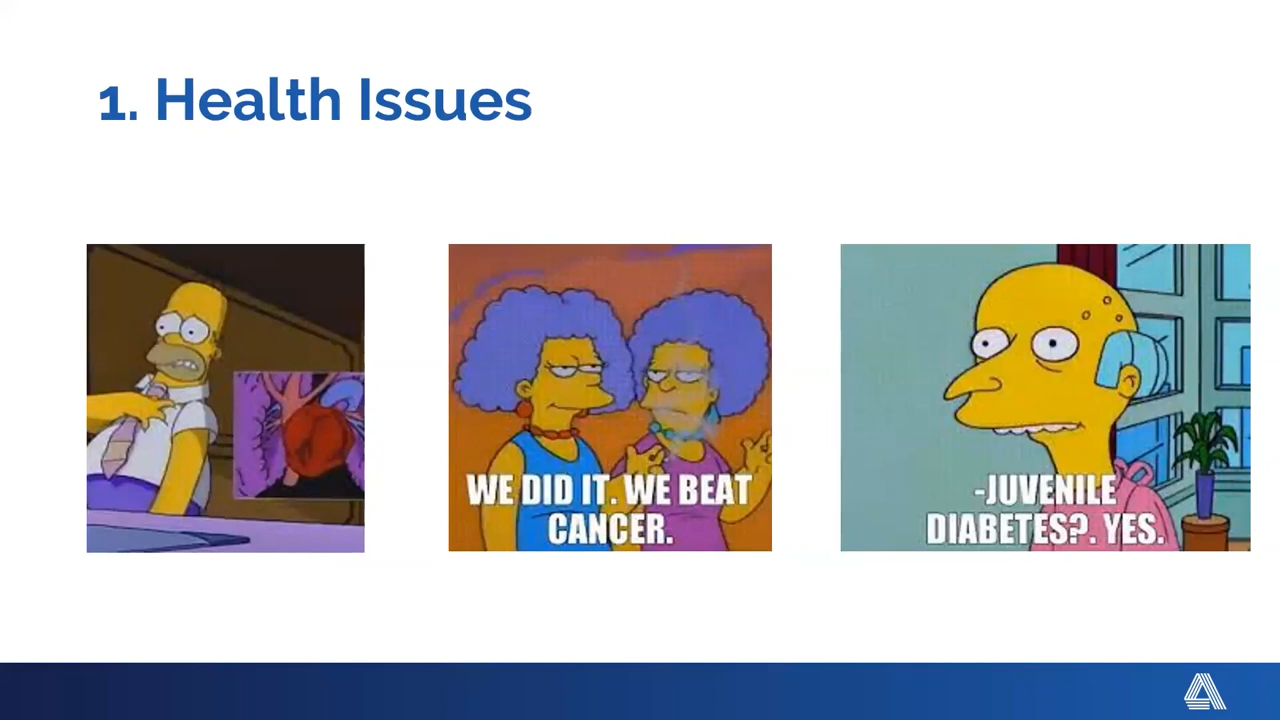 1. Health Issues
WE DID IT. WE BEAT
CANCER.
-JUVENILE
DIABETES?. YES.